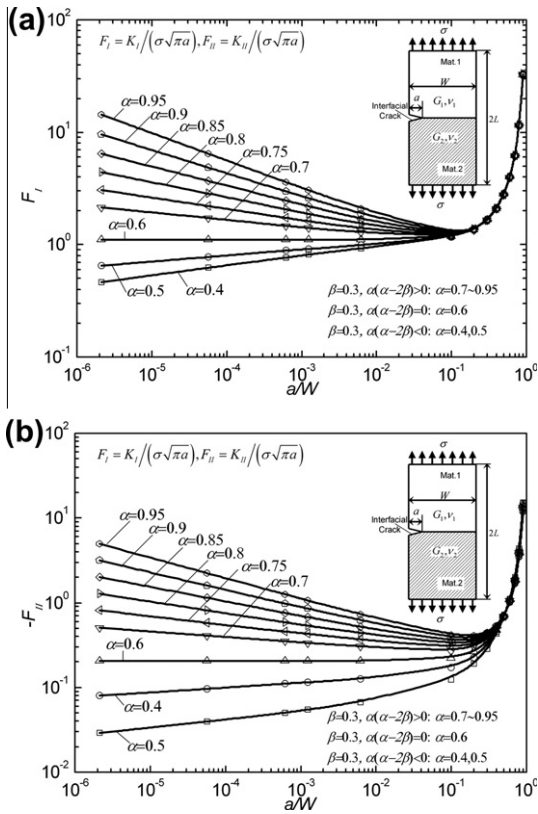 (a)
F_I = K_I/(σ√πa), F_II = K_II/(σ√πa)
α=0.95
α=0.9
α=0.85
α=0.8
α=0.75
α=0.7
α=0.6
α=0.5
α=0.4
σ
Mat.1
W
a
G₁,ν₁
Interfacial
Crack
G₂,ν₂
Mat.2
2L
σ
β=0.3, α(α-2β)>0: α=0.7~0.95
β=0.3, α(α-2β)=0: α=0.6
β=0.3, α(α-2β)<0: α=0.4,0.5
F_I
10²
10¹
10⁰
10⁻¹
10⁻⁶ 10⁻⁵ 10⁻⁴ 10⁻³ 10⁻² 10⁻¹ 10⁰
a/W
(b)
F_I = K_I/(σ√πa), F_II = K_II/(σ√πa)
α=0.95
α=0.9
α=0.85
α=0.8
α=0.75
α=0.7
α=0.6
α=0.4
α=0.5
σ
Mat.1
W
a
G₁,ν₁
Interfacial
Crack
G₂,ν₂
Mat.2
2L
σ
β=0.3, α(α-2β)>0: α=0.7~0.95
β=0.3, α(α-2β)=0: α=0.6
β=0.3, α(α-2β)<0: α=0.4,0.5
-F_II
10²
10¹
10⁰
10⁻¹
10⁻²
10⁻⁶ 10⁻⁵ 10⁻⁴ 10⁻³ 10⁻² 10⁻¹ 10⁰
a/W